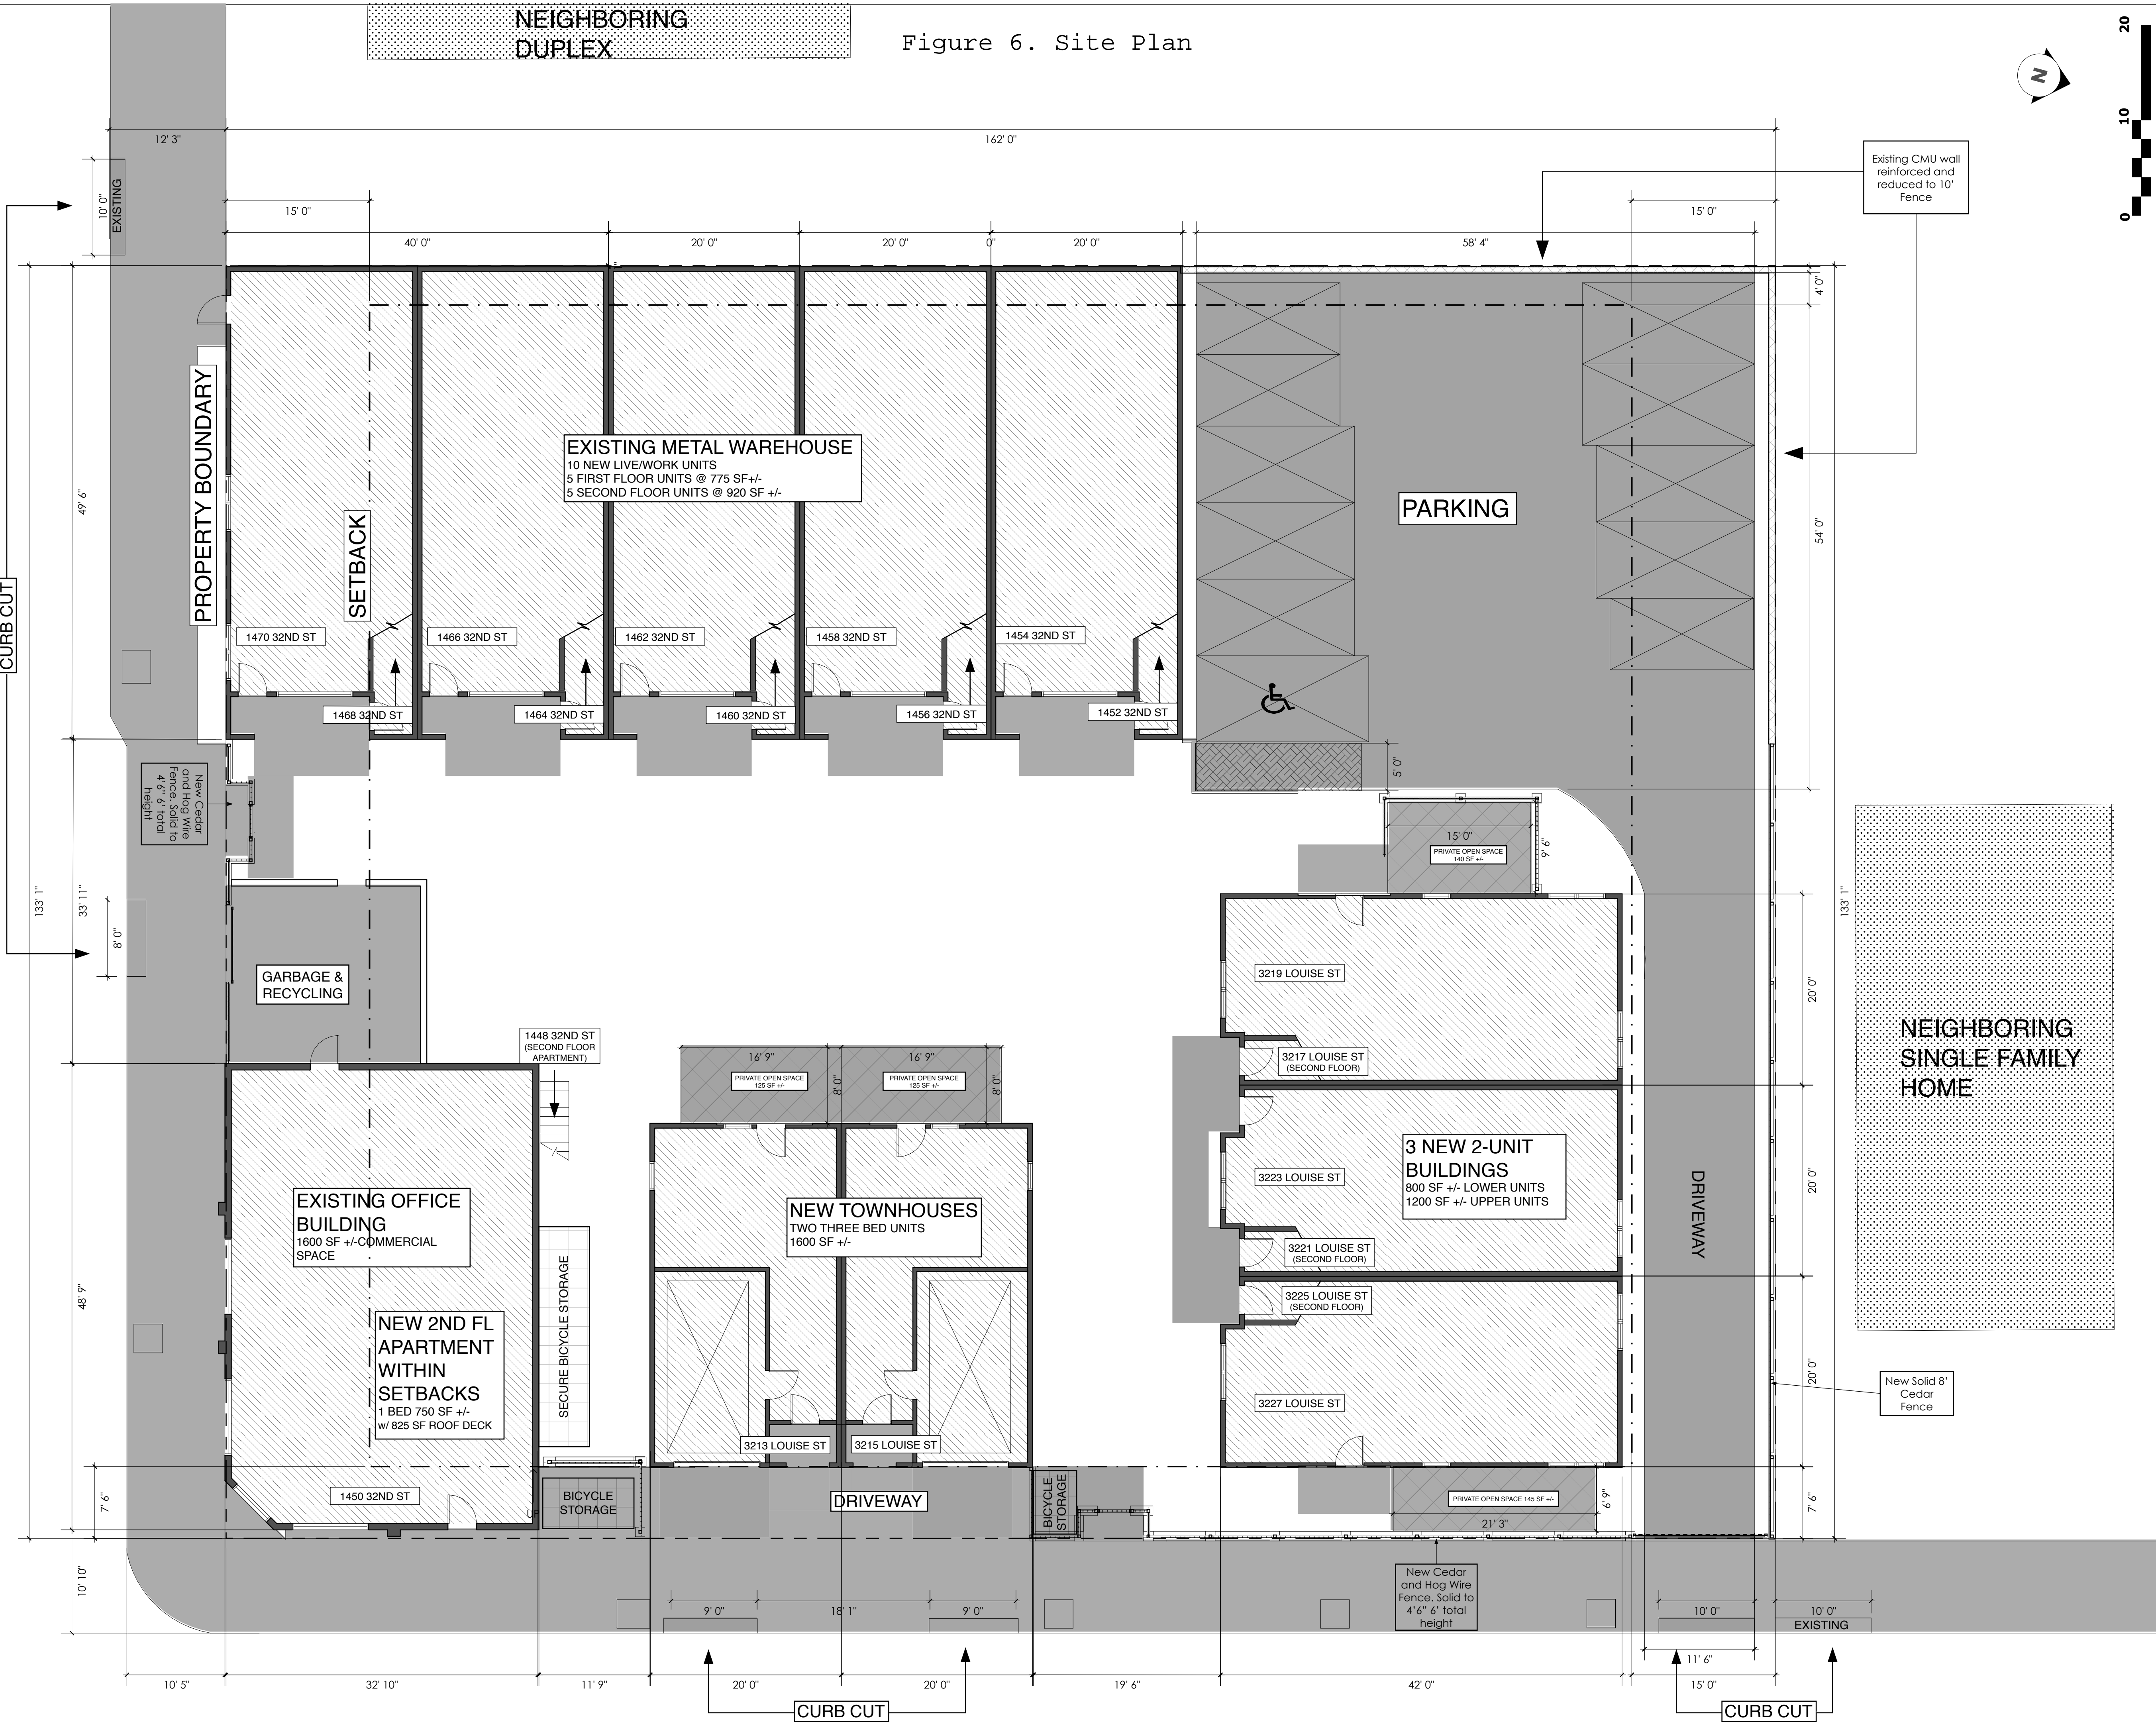 NEIGHBORING
DUPLEX
Figure 6. Site Plan
N
20
10
0
12' 3"
162' 0"
Existing CMU wall
reinforced and
reduced to 10'
Fence
10' 0"
EXISTING
15' 0"
15' 0"
40' 0"
20' 0"
20' 0"
0"
20' 0"
58' 4"
4' 0"
CURB CUT
PROPERTY BOUNDARY
SETBACK
49' 6"
EXISTING METAL WAREHOUSE
10 NEW LIVE/WORK UNITS
5 FIRST FLOOR UNITS @ 775 SF+/-
5 SECOND FLOOR UNITS @ 920 SF +/-
PARKING
54' 0"
1470 32ND ST
1466 32ND ST
1462 32ND ST
1458 32ND ST
1454 32ND ST
1468 32ND ST
1464 32ND ST
1460 32ND ST
1456 32ND ST
1452 32ND ST
New Cedar
and Hog Wire
Fence. Solid to
4'6" 6' total
height
5' 0"
15' 0"
PRIVATE OPEN SPACE
140 SF +/-
9' 6"
133' 1"
33' 11"
8' 0"
133' 1"
GARBAGE &
RECYCLING
3219 LOUISE ST
20' 0"
NEIGHBORING
SINGLE FAMILY
HOME
1448 32ND ST
(SECOND FLOOR
APARTMENT)
16' 9"
PRIVATE OPEN SPACE
125 SF +/-
8' 0"
16' 9"
PRIVATE OPEN SPACE
125 SF +/-
8' 0"
3217 LOUISE ST
(SECOND FLOOR)
3 NEW 2-UNIT
BUILDINGS
800 SF +/- LOWER UNITS
1200 SF +/- UPPER UNITS
3223 LOUISE ST
20' 0"
DRIVEWAY
EXISTING OFFICE
BUILDING
1600 SF +/-COMMERCIAL
SPACE
NEW TOWNHOUSES
TWO THREE BED UNITS
1600 SF +/-
3221 LOUISE ST
(SECOND FLOOR)
48' 9"
SECURE BICYCLE STORAGE
3225 LOUISE ST
(SECOND FLOOR)
NEW 2ND FL
APARTMENT
WITHIN
SETBACKS
1 BED 750 SF +/-
w/ 825 SF ROOF DECK
20' 0"
New Solid 8'
Cedar
Fence
3227 LOUISE ST
3213 LOUISE ST
3215 LOUISE ST
7' 6"
1450 32ND ST
UP
BICYCLE
STORAGE
DRIVEWAY
BICYCLE
STORAGE
PRIVATE OPEN SPACE 145 SF +/-
6' 9"
21' 3"
7' 6"
10' 10"
New Cedar
and Hog Wire
Fence. Solid to
4'6" 6' total
height
9' 0"
18' 1"
9' 0"
10' 0"
10' 0"
EXISTING
11' 6"
10' 5"
32' 10"
11' 9"
20' 0"
20' 0"
19' 6"
42' 0"
15' 0"
CURB CUT
CURB CUT